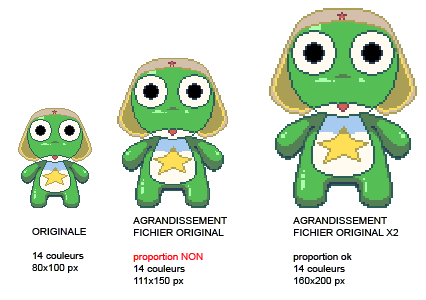 ORIGINALE
14 couleurs
80x100 px
AGRANDISSEMENT
FICHIER ORIGINAL
proportion NON
14 couleurs
111x150 px
AGRANDISSEMENT
FICHIER ORIGINAL X2
proportion ok
14 couleurs
160x200 px